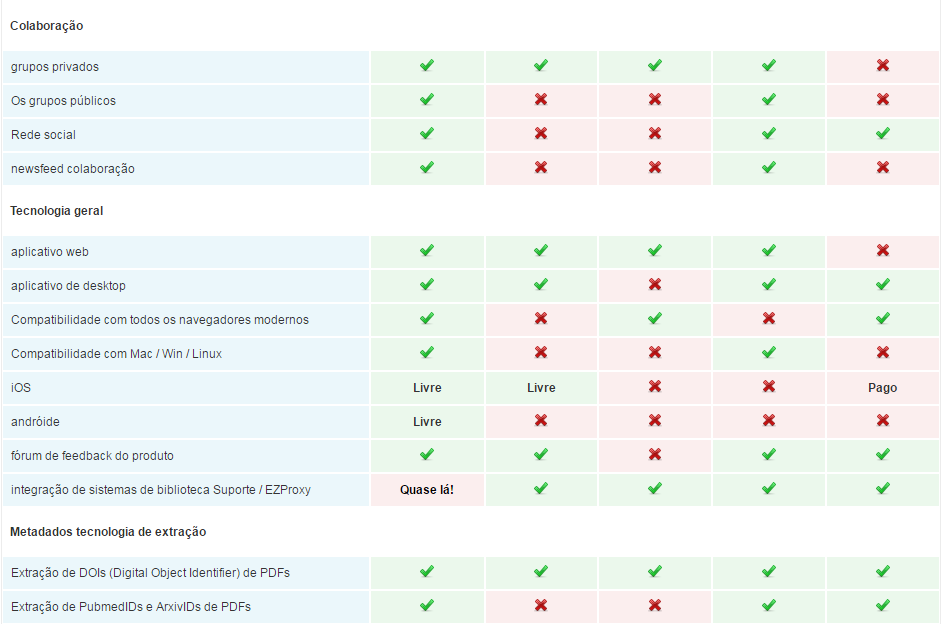 Colaboração
grupos privados
Os grupos públicos
Rede social
newsfeed colaboração
Tecnologia geral
aplicativo web
aplicativo de desktop
Compatibilidade com todos os navegadores modernos
Compatibilidade com Mac / Win / Linux
iOS Livre Livre Pago
andróide Livre
fórum de feedback do produto
integração de sistemas de biblioteca Suporte / EZProxy Quase lá!
Metadados tecnologia de extração
Extração de DOIs (Digital Object Identifier) de PDFs
Extração de PubmedIDs e ArxivIDs de PDFs